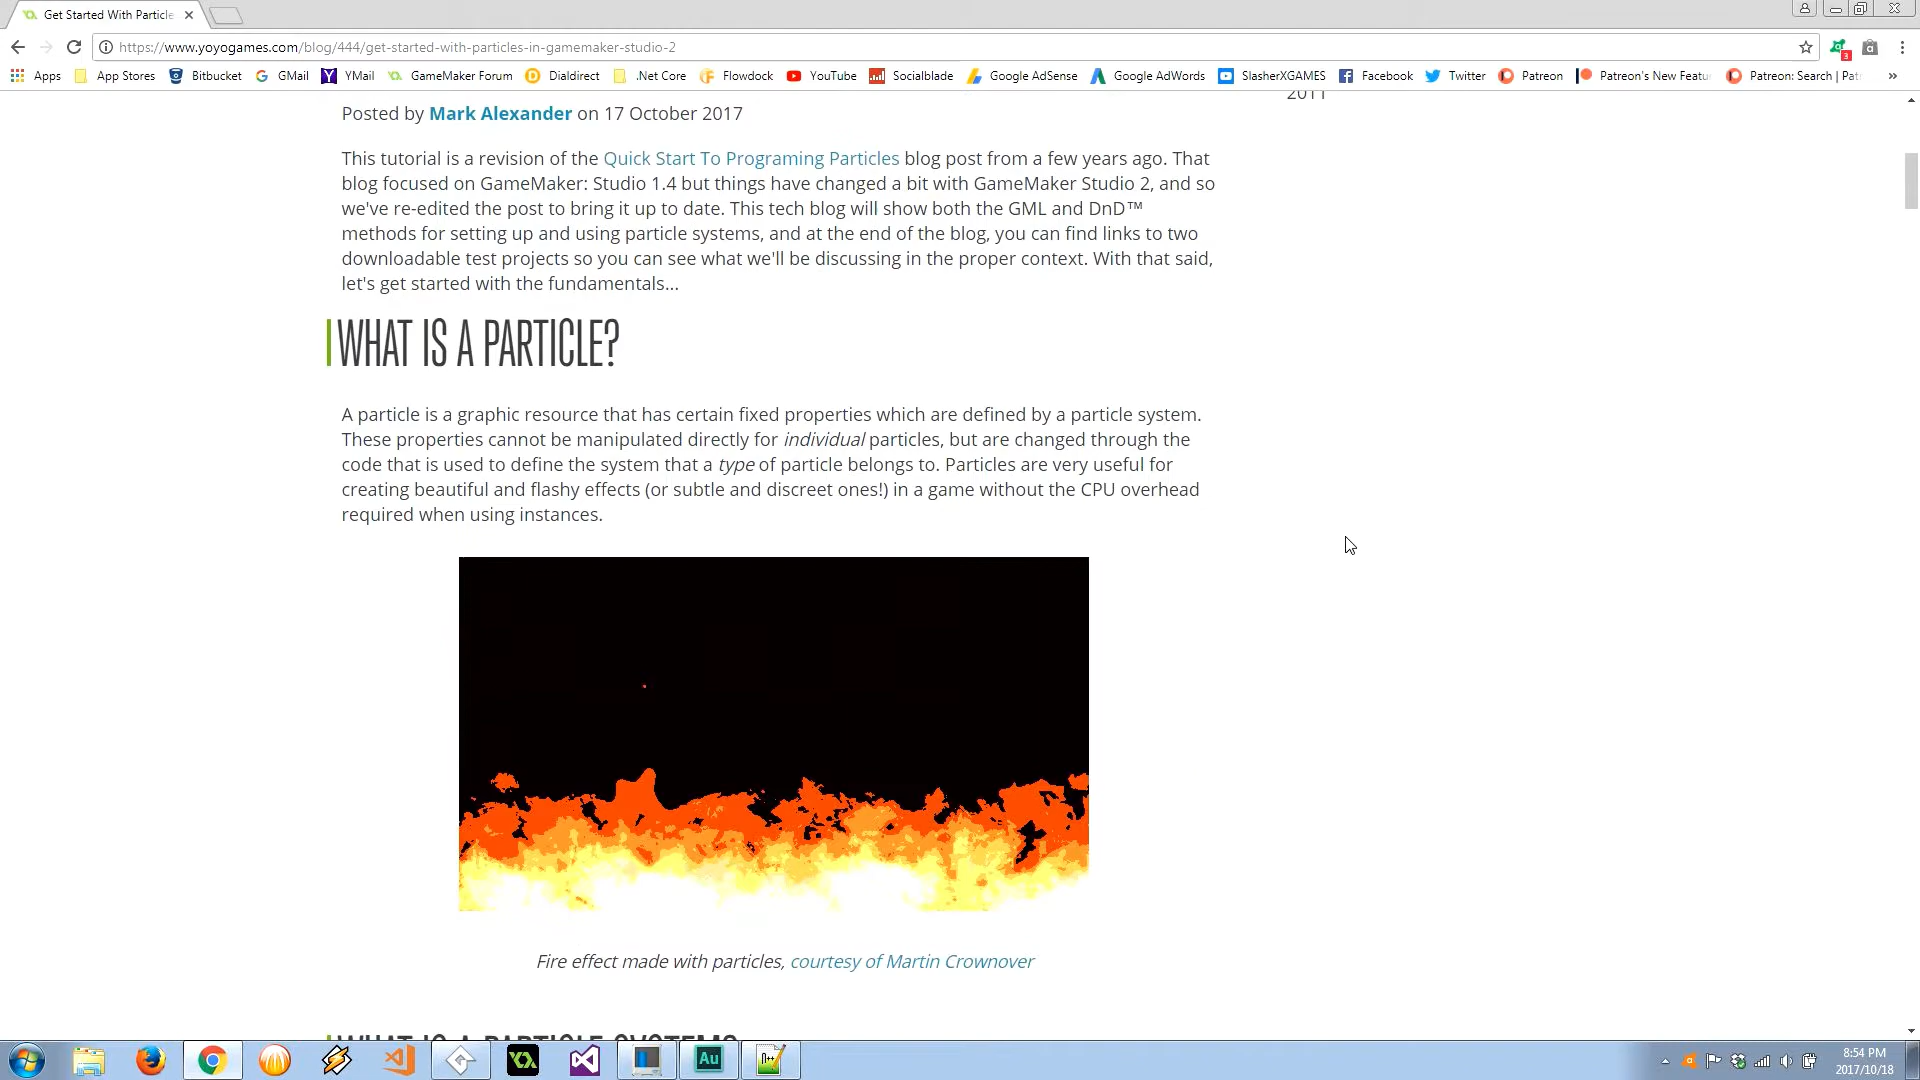 Get Started With Particle
https://www.yoyogames.com/blog/444/get-started-with-particles-in-gamemaker-studio-2
3
Apps App Stores Bitbucket GMail YMail GameMaker Forum Dialdirect .Net Core Flowdock YouTube Socialblade Google AdSense Google AdWords SlasherXGAMES Facebook Twitter Patreon Patreon's New Featu Patreon: Search | Pat »
2011
Posted by Mark Alexander on 17 October 2017
This tutorial is a revision of the Quick Start To Programing Particles blog post from a few years ago. That
blog focused on GameMaker: Studio 1.4 but things have changed a bit with GameMaker Studio 2, and so
we've re-edited the post to bring it up to date. This tech blog will show both the GML and DnD™
methods for setting up and using particle systems, and at the end of the blog, you can find links to two
downloadable test projects so you can see what we'll be discussing in the proper context. With that said,
let's get started with the fundamentals...
WHAT IS A PARTICLE?
A particle is a graphic resource that has certain fixed properties which are defined by a particle system.
These properties cannot be manipulated directly for individual particles, but are changed through the
code that is used to define the system that a type of particle belongs to. Particles are very useful for
creating beautiful and flashy effects (or subtle and discreet ones!) in a game without the CPU overhead
required when using instances.
Fire effect made with particles, courtesy of Martin Crownover
WHAT IS A PARTICLE SYSTEM?
Au
8:54 PM
2017/10/18